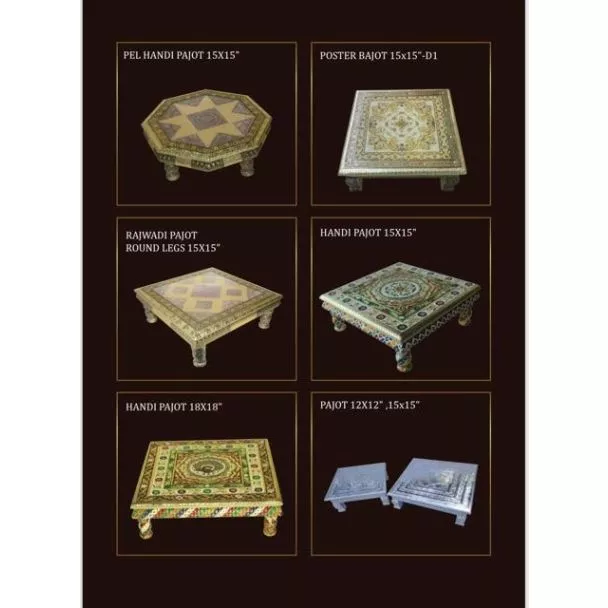 PEL HANDI PAJOT 15X15"
POSTER BAJOT 15x15"-D1
RAJWADI PAJOT
ROUND LEGS 15X15"
HANDI PAJOT 15X15"
HANDI PAJOT 18X18"
PAJOT 12X12" ,15x15"